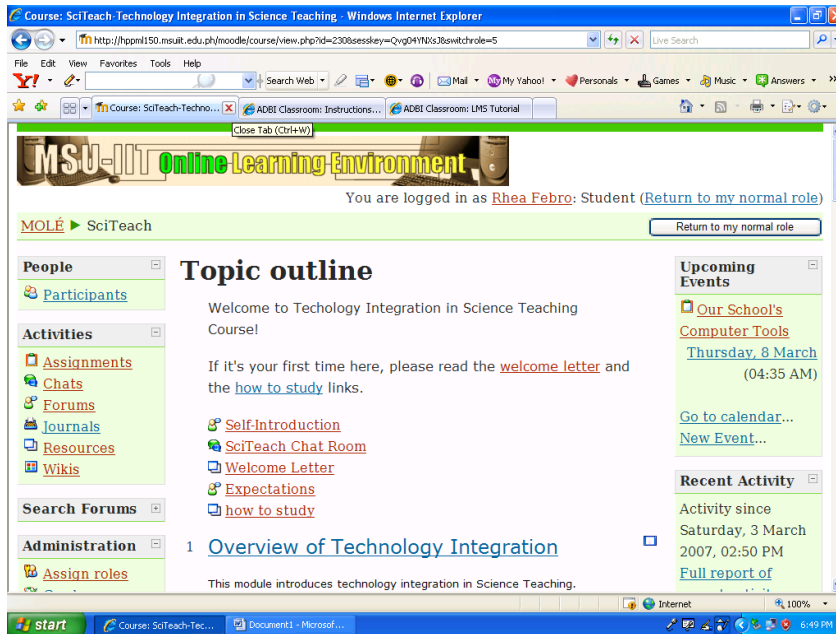 Course: SciTeach-Technology Integration in Science Teaching - Windows Internet Explorer
http://hppml150.msuiit.edu.ph/moodle/course/view.php?id=230&sesskey=Qvg04YNXsJ&switchrole=5
Live Search
File Edit View Favorites Tools Help
Y! Search Web Mail My Yahoo! Personals Games Music Answers
Course: SciTeach-Techno... ADBI Classroom: Instructions... ADBI Classroom: LMS Tutorial
Close Tab (Ctrl+W)
MSU-IIT Online Learning Environment
You are logged in as Rhea Febro: Student (Return to my normal role)
MOLÉ ► SciTeach
Return to my normal role
People
Participants
Activities
Assignments
Chats
Forums
Journals
Resources
Wikis
Search Forums
Administration
Assign roles
Topic outline
Welcome to Techology Integration in Science Teaching
Course!
If it's your first time here, please read the welcome letter and
the how to study links.
Self-Introduction
SciTeach Chat Room
Welcome Letter
Expectations
how to study
1 Overview of Technology Integration
This module introduces technology integration in Science Teaching.
Upcoming
Events
Our School's
Computer Tools
Thursday, 8 March
(04:35 AM)
Go to calendar...
New Event...
Recent Activity
Activity since
Saturday, 3 March
2007, 02:50 PM
Full report of
Internet 100%
start Course: SciTeach-Tec... Document1 - Microsof... 6:49 PM